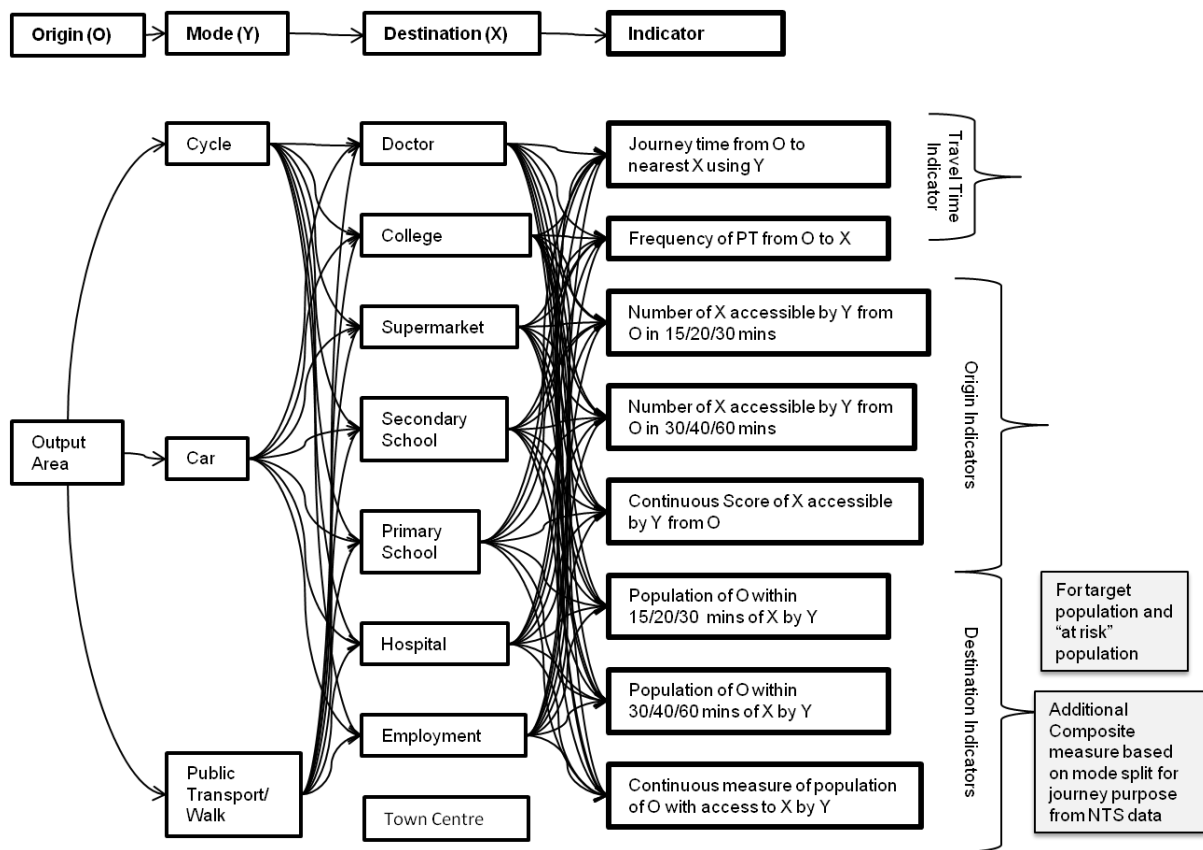 Origin (O)
Mode (Y)
Destination (X)
Indicator
Output
Area
Cycle
Car
Public
Transport/
Walk
Doctor
College
Supermarket
Secondary
School
Primary
School
Hospital
Employment
Town Centre
Journey time from O to
nearest X using Y
Frequency of PT from O to X
Number of X accessible by Y from
O in 15/20/30 mins
Number of X accessible by Y from
O in 30/40/60 mins
Continuous Score of X accessible
by Y from O
Population of O within
15/20/30 mins of X by Y
Population of O within
30/40/60 mins of X by Y
Continuous measure of population
of O with access to X by Y
Travel Time
Indicator
Origin Indicators
Destination Indicators
For target
population and
“at risk”
population
Additional
Composite
measure based
on mode split for
journey purpose
from NTS data